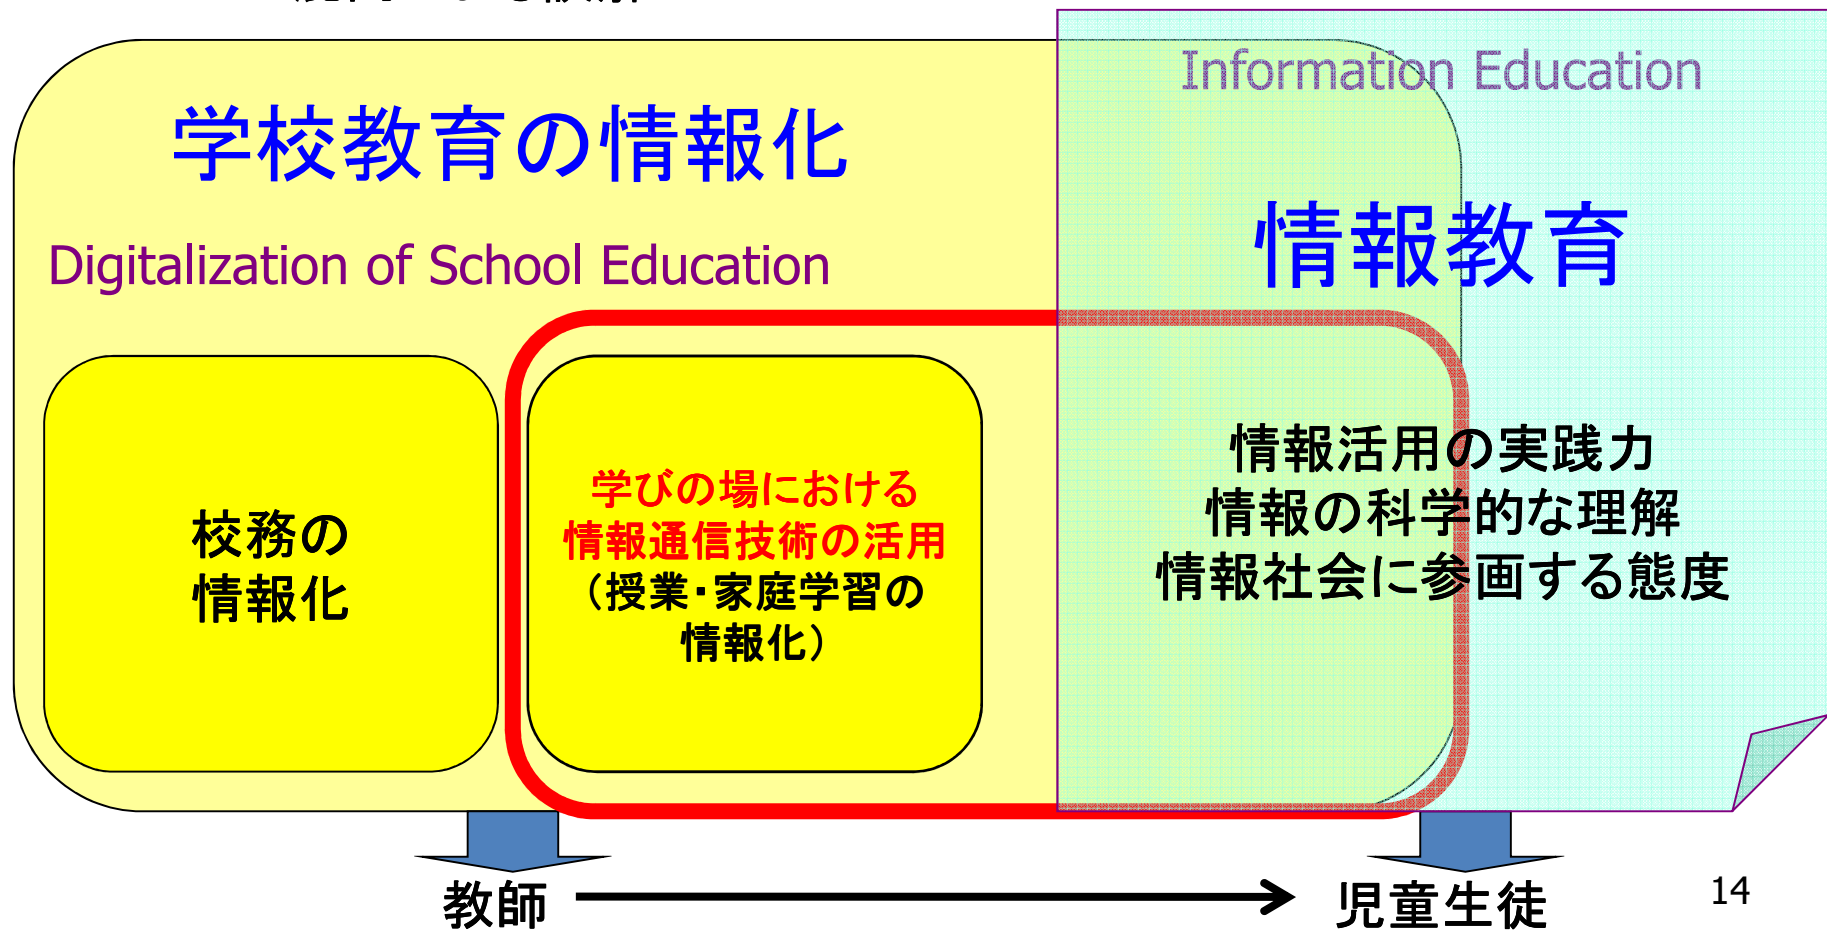 Information Education
学校教育の情報化
情報教育
Digitalization of School Education
校務の
情報化
学びの場における
情報通信技術の活用
（授業・家庭学習の
情報化）
情報活用の実践力
情報の科学的な理解
情報社会に参画する態度
教師
児童生徒
14